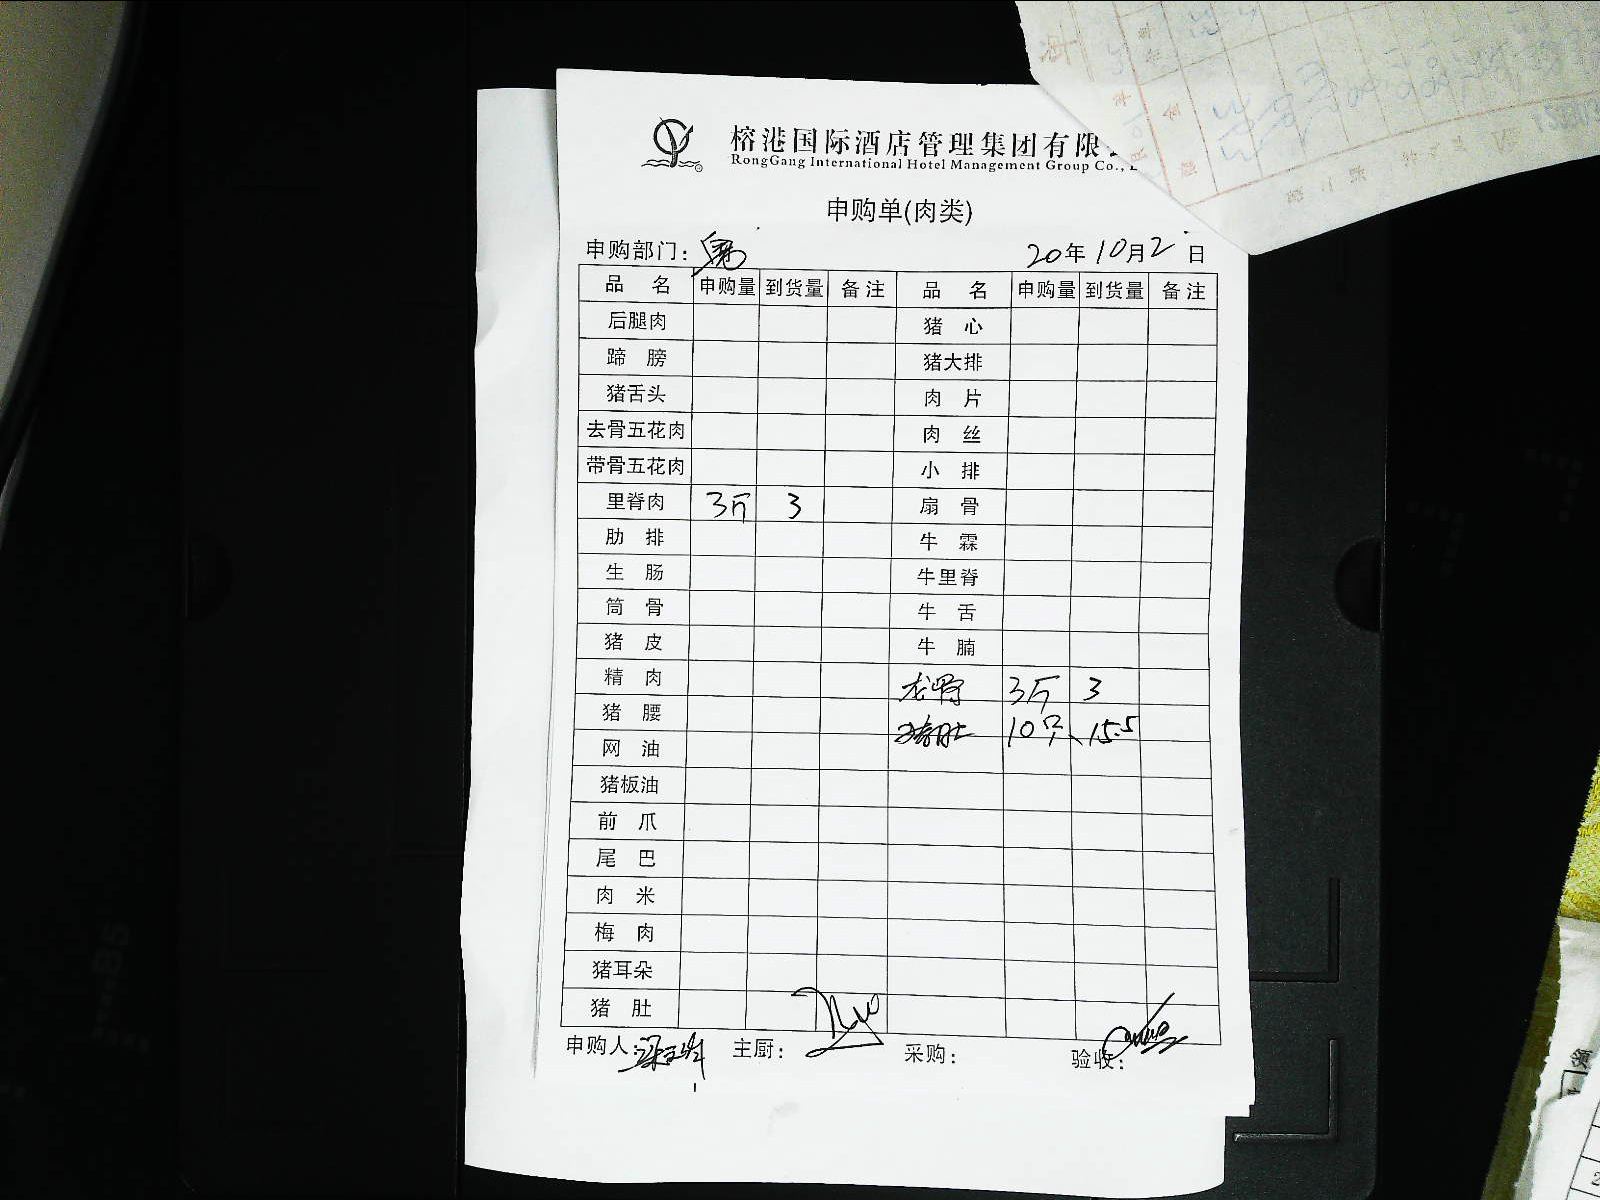 榕港国际酒店管理集团有限
RongGang International Hotel Management Group Co.,
申购单(肉类)
申购部门: 20年10月2日
品 名 申购量 到货量 备注 品 名 申购量 到货量 备注
后腿肉 猪 心
蹄 膀 猪大排
猪舌头 肉 片
去骨五花肉 肉 丝
带骨五花肉 小 排
里脊肉 3斤 3 扇 骨
肋 排 牛 霖
生 肠 牛里脊
筒 骨 牛 舌
猪 皮 牛 腩
精 肉 龙骨 3斤 3
猪 腰 猪肚 10只 15.5
网 油
猪板油
前 爪
尾 巴
肉 米
梅 肉
猪耳朵
猪 肚
申购人: 主厨: 采购: 验收: